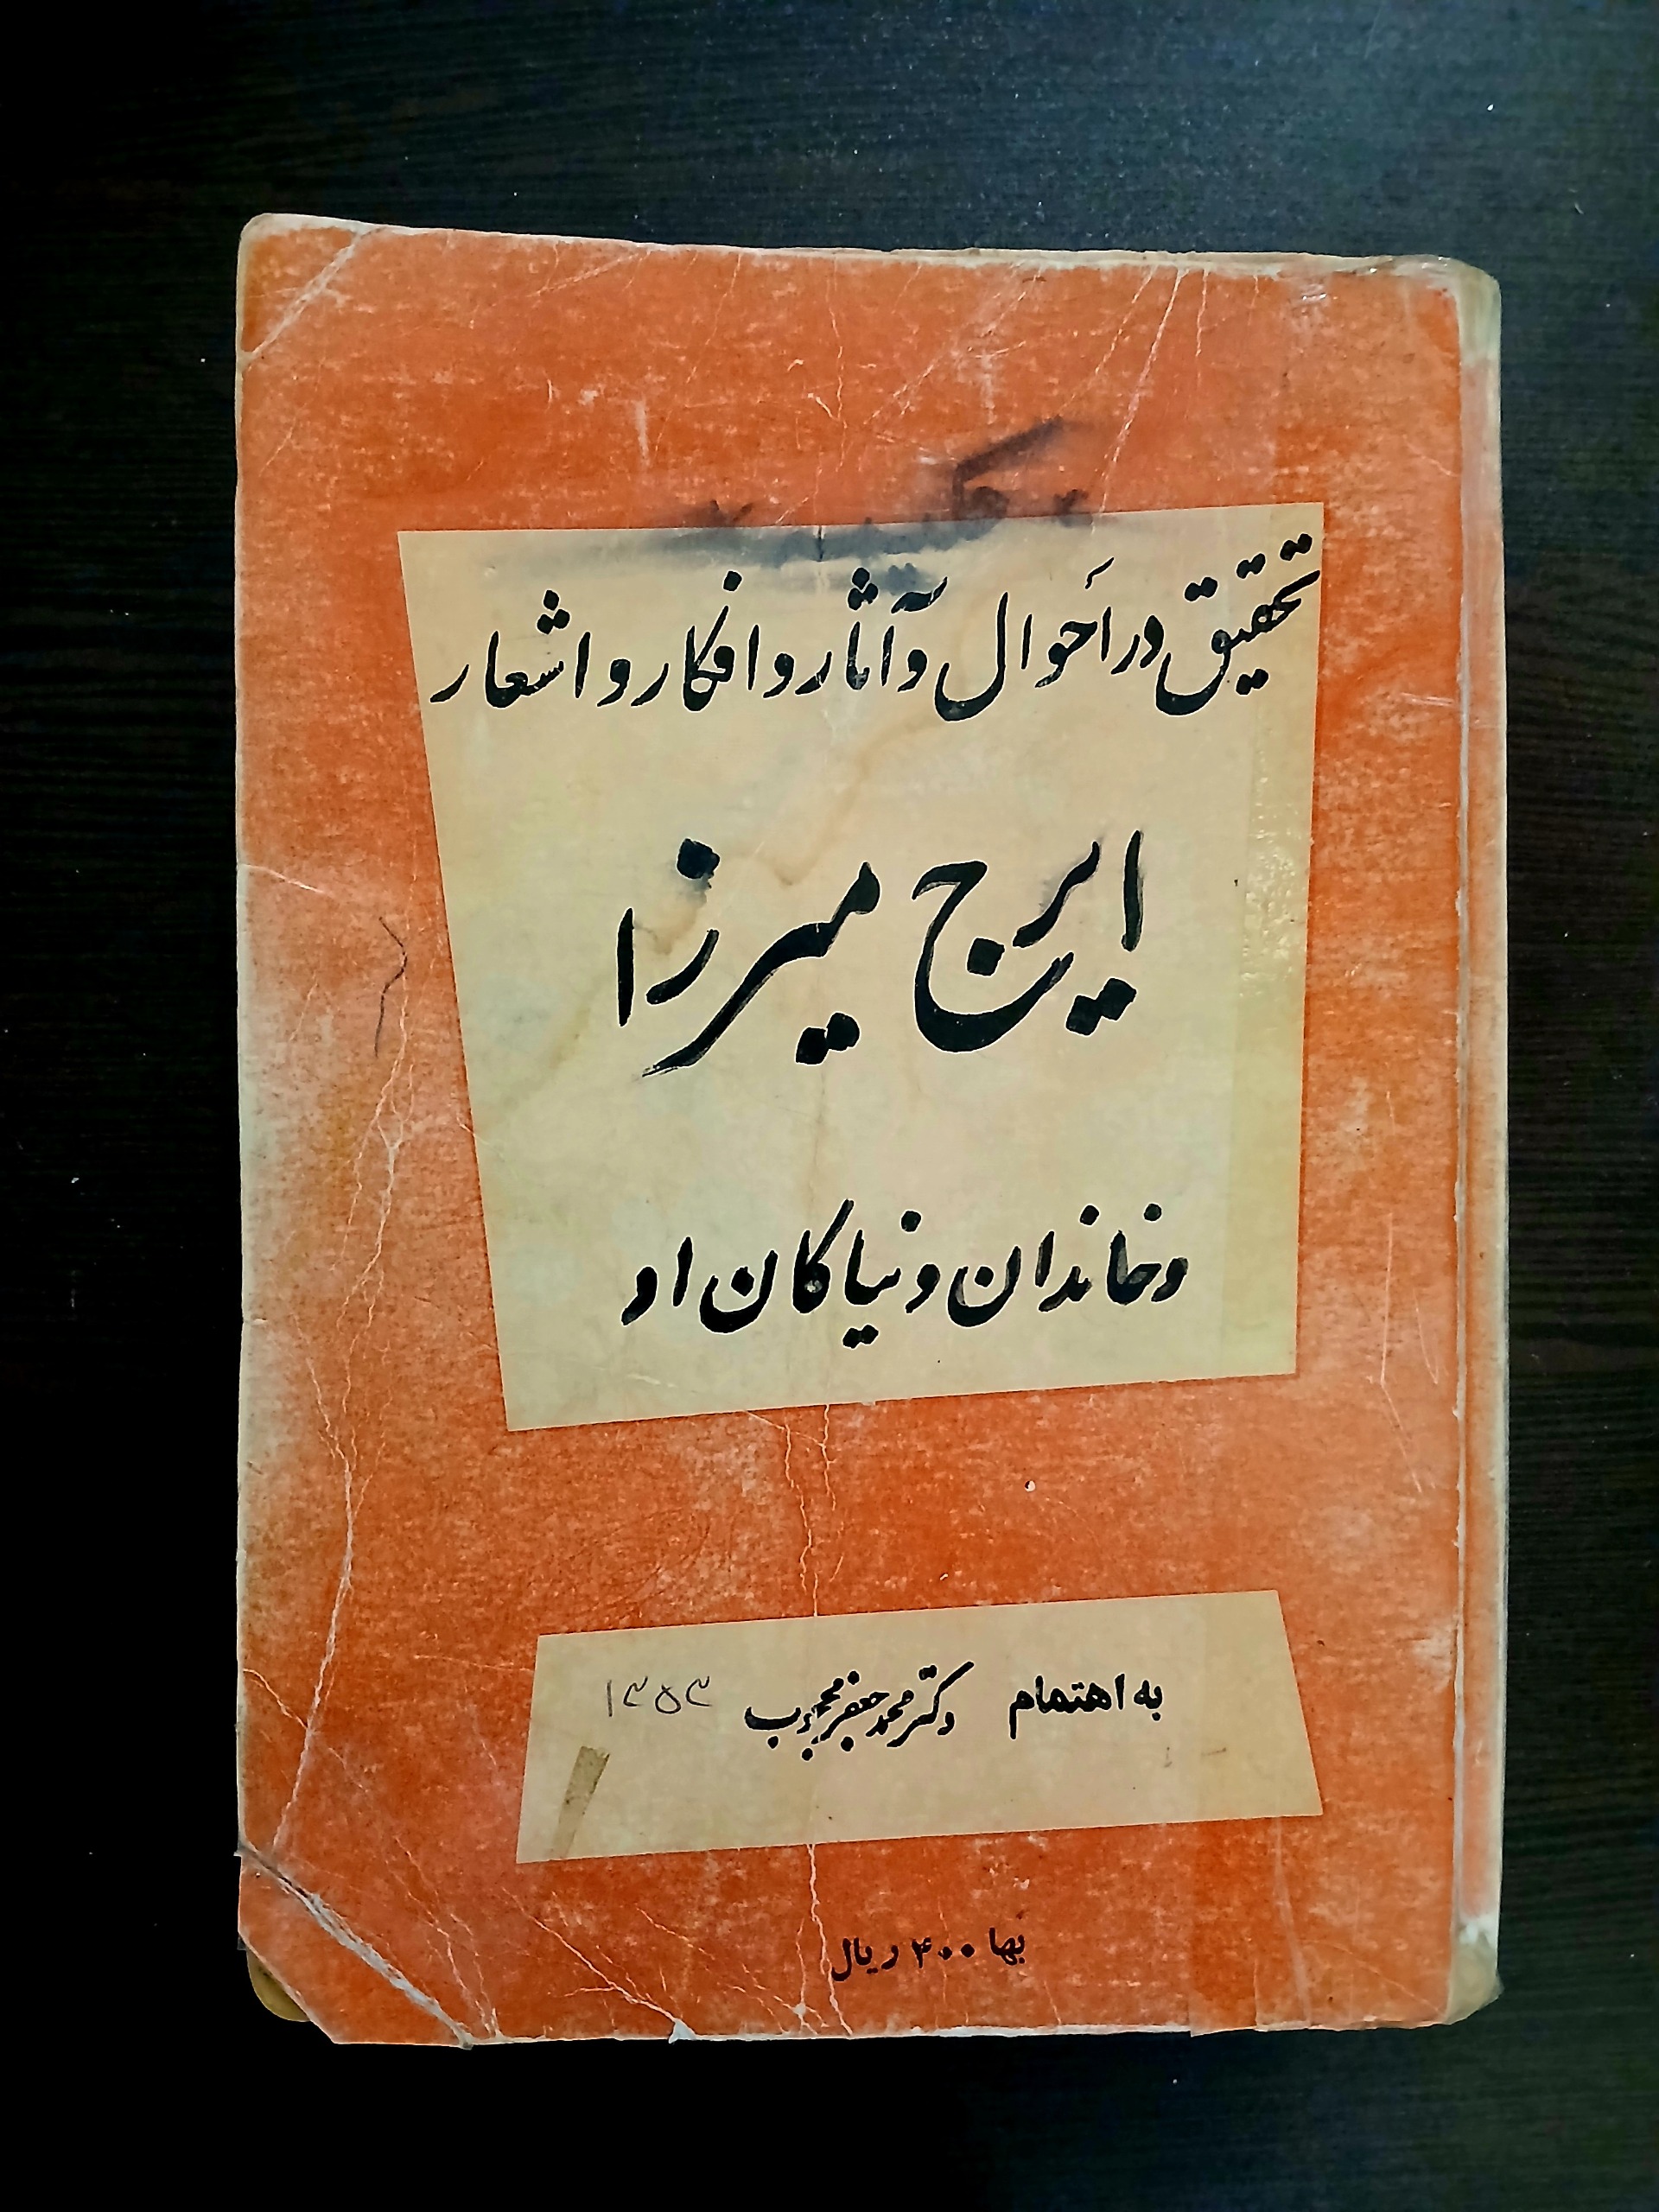 تحقیق در اَحوال و آثار و افکار و اشعار
ایرج میرزا
و خاندان و نیاکان او
به اهتمام دکتر محمد جعفر محجوب ۱۳۵۳
بها ۴۰۰ ریال